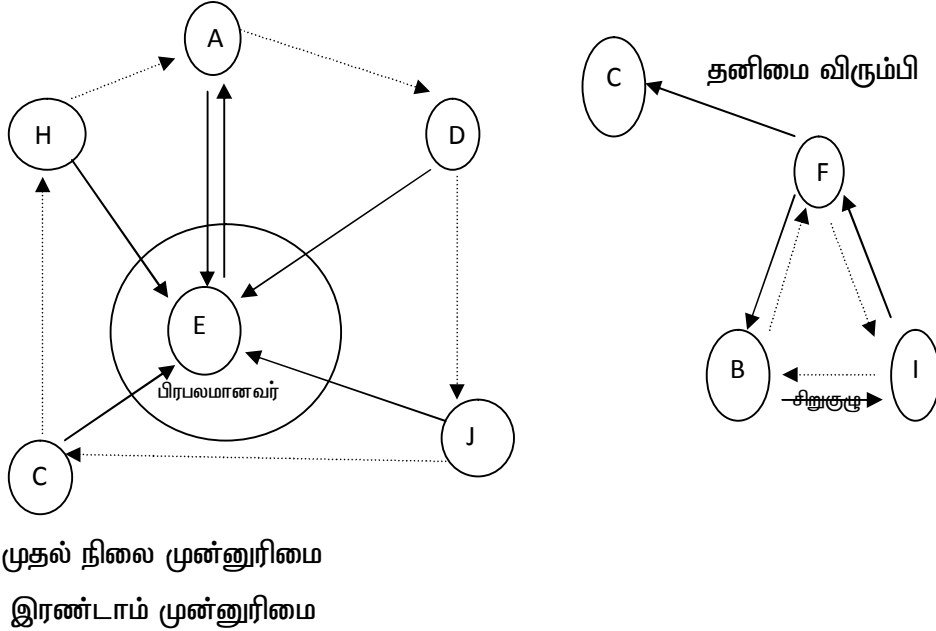 A
C
தனிமை விரும்பி
H
D
F
E
பிரபலமானவர்
B
I
சிறுகுழு
J
C
முதல் நிலை முன்னுரிமை
இரண்டாம் முன்னுரிமை